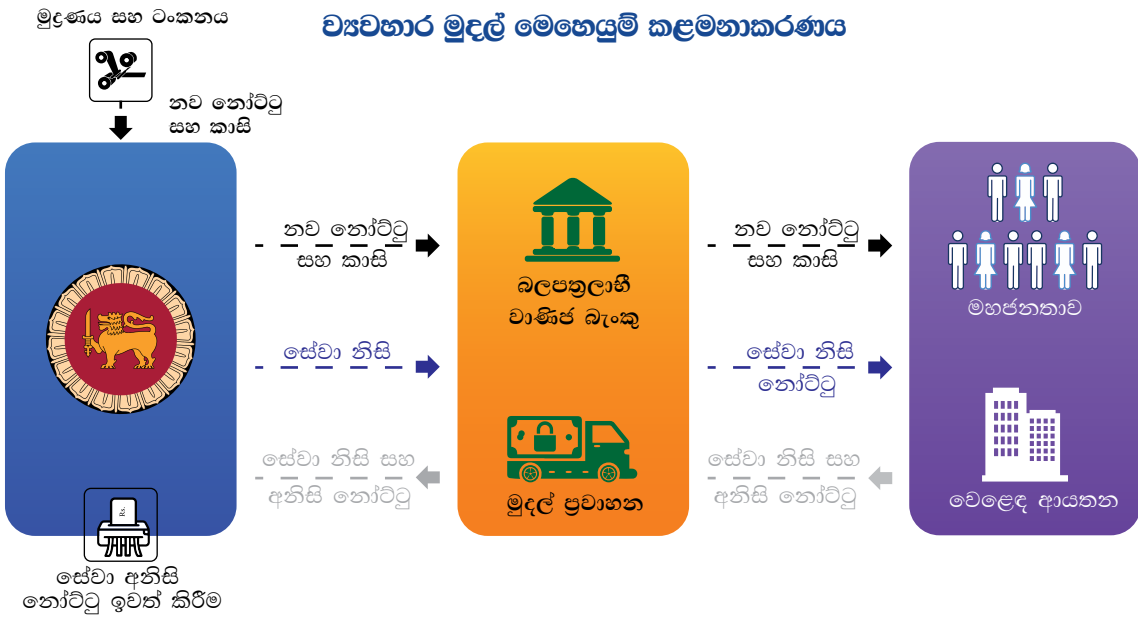 මුද්‍රණය සහ ටංකනය
ව්‍යවහාර මුදල් මෙහෙයුම් කළමනාකරණය
නව නෝට්ටු
සහ කාසි
නව නෝට්ටු
සහ කාසි
සේවා නිසි
සේවා නිසි සහ
අනිසි නෝට්ටු
Rs.
සේවා අනිසි
නෝට්ටු ඉවත් කිරීම
බලපත්‍රලාභී
වාණිජ බැංකු
මුදල් ප්‍රවාහන
නව නෝට්ටු
සහ කාසි
සේවා නිසි
නෝට්ටු
සේවා නිසි සහ
අනිසි නෝට්ටු
මහජනතාව
වෙළෙඳ ආයතන